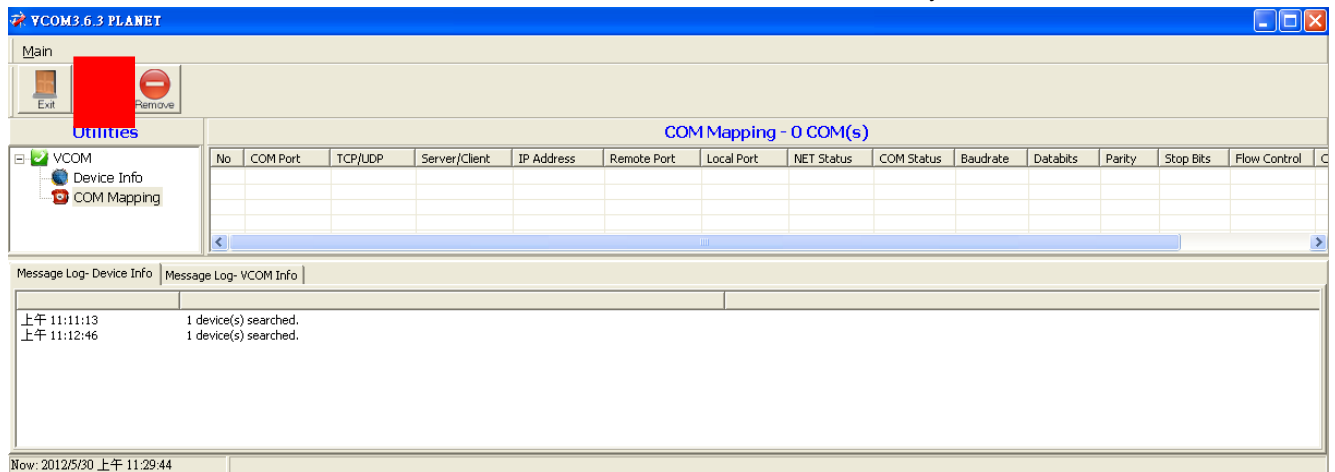 VCOM3.6.3 PLANET
Main
Exit Remove
Utilities
COM Mapping - 0 COM(s)
VCOM
Device Info
COM Mapping
No COM Port TCP/UDP Server/Client IP Address Remote Port Local Port NET Status COM Status Baudrate Databits Parity Stop Bits Flow Control C
Message Log- Device Info Message Log- VCOM Info
上午 11:11:13 1 device(s) searched.
上午 11:12:46 1 device(s) searched.
Now: 2012/5/30 上午 11:29:44